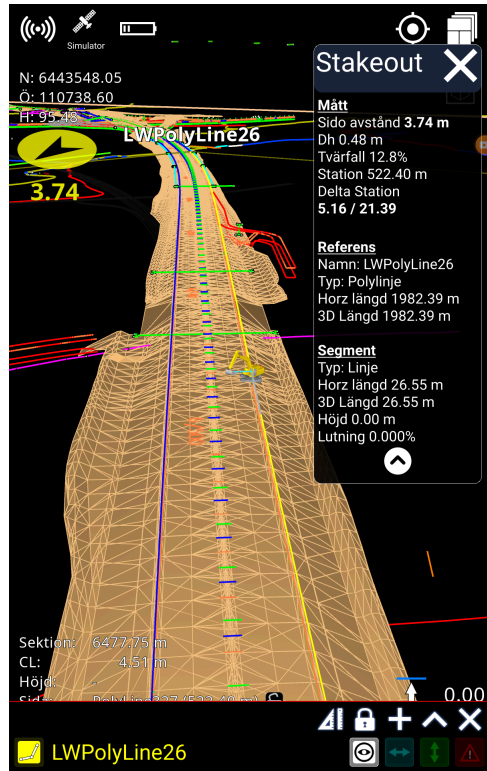 Simulator
Stakeout
N: 6443548.05
Ö: 110738.60
H: 95.48
LWPolyLine26
3.74
Mått
Sido avstånd 3.74 m
Dh 0.48 m
Tvärfall 12.8%
Station 522.40 m
Delta Station
5.16 / 21.39
Referens
Namn: LWPolyLine26
Typ: Polylinje
Horz längd 1982.39 m
3D Längd 1982.39 m
Segment
Typ: Linje
Horz längd 26.55 m
3D Längd 26.55 m
Höjd 0.00 m
Lutning 0.000%
Sektion: 6477.75 m
CL: 4.51 m
Höjd:
0.00
LWPolyLine26